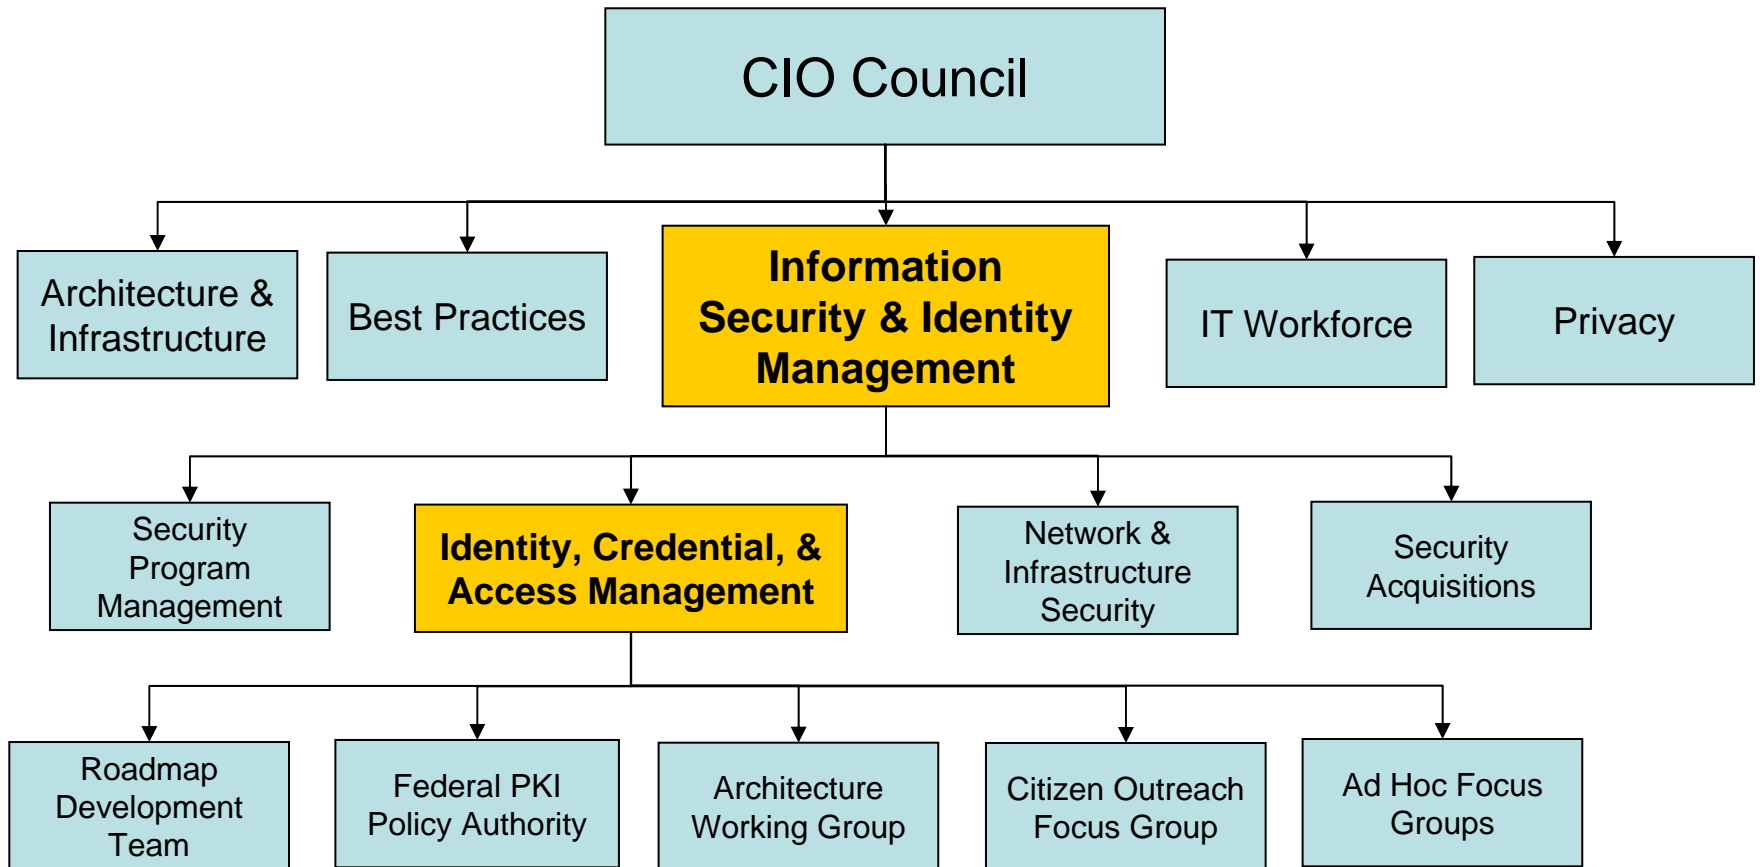 CIO Council
Architecture &
Infrastructure
Best Practices
Information
Security & Identity
Management
IT Workforce
Privacy
Security
Program
Management
Identity, Credential, &
Access Management
Network &
Infrastructure
Security
Security
Acquisitions
Roadmap
Development
Team
Federal PKI
Policy Authority
Architecture
Working Group
Citizen Outreach
Focus Group
Ad Hoc Focus
Groups